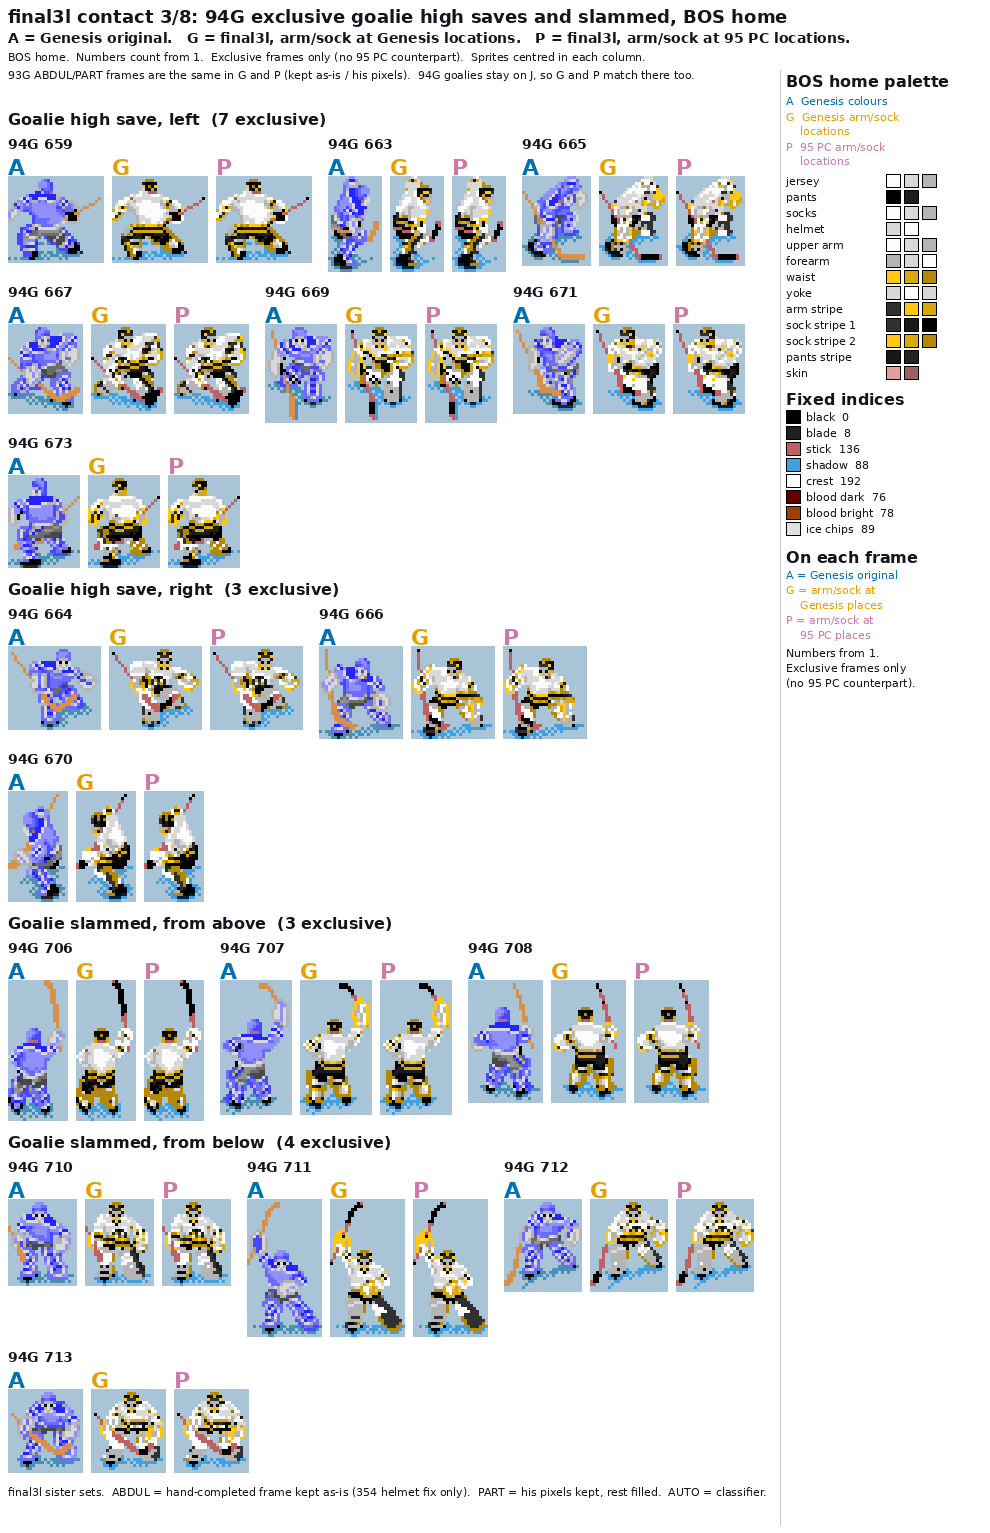 final3l contact 3/8: 94G exclusive goalie high saves and slammed, BOS home
A = Genesis original.   G = final3l, arm/sock at Genesis locations.   P = final3l, arm/sock at 95 PC locations.
BOS home.  Numbers count from 1.  Exclusive frames only (no 95 PC counterpart).  Sprites centred in each column.
93G ABDUL/PART frames are the same in G and P (kept as-is / his pixels).  94G goalies stay on J, so G and P match there too.
Goalie high save, left  (7 exclusive)
94G 659 94G 663 94G 665
A G P A G P A G P
94G 667 94G 669 94G 671
A G P A G P A G P
94G 673
A G P
Goalie high save, right  (3 exclusive)
94G 664 94G 666
A G P A G P
94G 670
A G P
Goalie slammed, from above  (3 exclusive)
94G 706 94G 707 94G 708
A G P A G P A G P
Goalie slammed, from below  (4 exclusive)
94G 710 94G 711 94G 712
A G P A G P A G P
94G 713
A G P
final3l sister sets.  ABDUL = hand-completed frame kept as-is (354 helmet fix only).  PART = his pixels kept, rest filled.  AUTO = classifier.
BOS home palette
A  Genesis colours
G  Genesis arm/sock
locations
P  95 PC arm/sock
locations
jersey
pants
socks
helmet
upper arm
forearm
waist
yoke
arm stripe
sock stripe 1
sock stripe 2
pants stripe
skin
Fixed indices
black  0
blade  8
stick  136
shadow  88
crest  192
blood dark  76
blood bright  78
ice chips  89
On each frame
A = Genesis original
G = arm/sock at
Genesis places
P = arm/sock at
95 PC places
Numbers from 1.
Exclusive frames only
(no 95 PC counterpart).